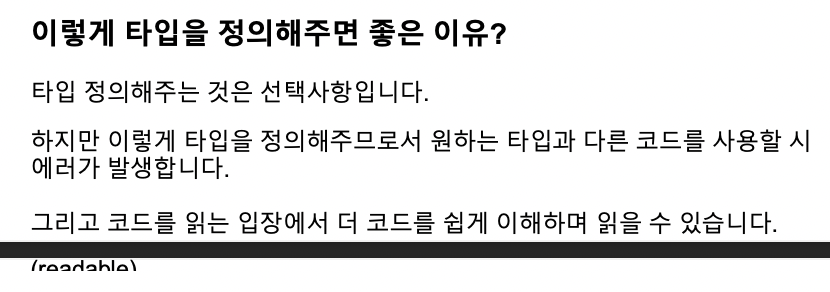 이렇게 타입을 정의해주면 좋은 이유?
타입 정의해주는 것은 선택사항입니다.
하지만 이렇게 타입을 정의해주므로서 원하는 타입과 다른 코드를 사용할 시
에러가 발생합니다.
그리고 코드를 읽는 입장에서 더 코드를 쉽게 이해하며 읽을 수 있습니다.
(readable)